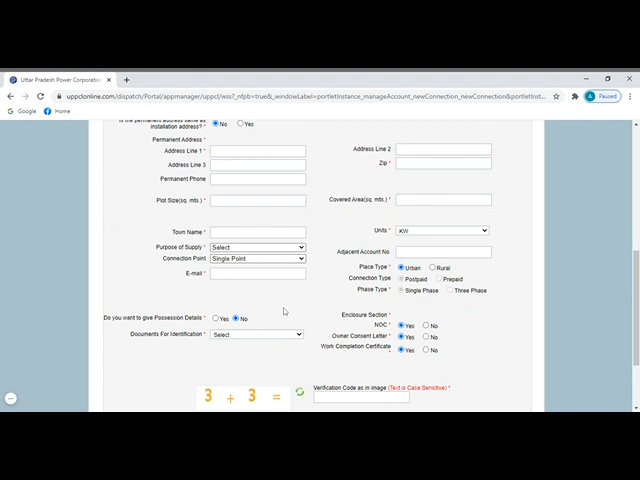 Uttar Pradesh Power Corporation
uppclonline.com/dispatch/Portal/appmanager/uppcl/wss?_nfpb=true&_windowLabel=portletInstance_manageAccount_newConnection_newConnection&portletInst...
A Paused
Google Home
Is the permanent address same as installation address? * No Yes
Permanent Address *
Address Line 1 * Address Line 2
Address Line 3 Zip *
Permanent Phone
Plot Size(sq. mts.) * Covered Area(sq. mts.) *
Town Name * Units * KW
Purpose of Supply * Select Adjacent Account No.
Connection Point Single Point
Place Type * Urban Rural
E-mail * Connection Type Postpaid Prepaid
Phase Type * Single Phase Three Phase
Do you want to give Possession Details * Yes No Enclosure Section *
NOC * Yes No
Documents For Identification * Select Owner Consent Letter * Yes No
Work Completion Certificate * Yes No
3 + 3 = Verification Code as in image (Text is Case Sensitive) *